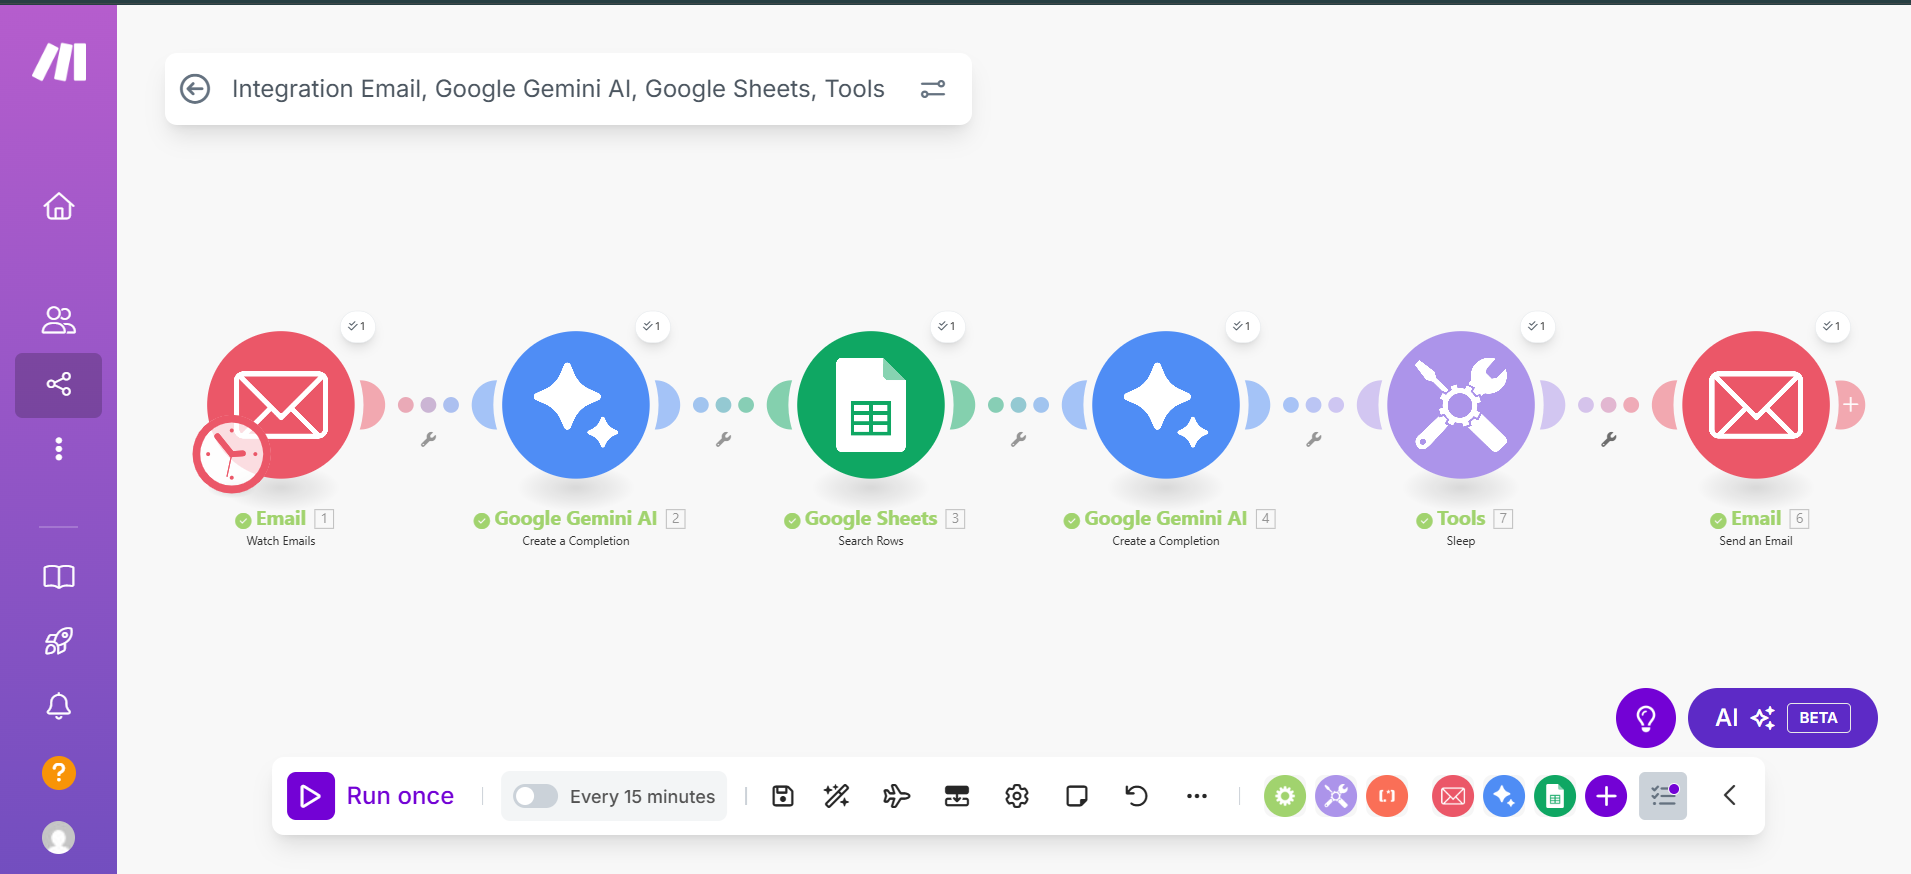 Integration Email, Google Gemini AI, Google Sheets, Tools
1
1
1
1
1
1
Email 1
Watch Emails
Google Gemini AI 2
Create a Completion
Google Sheets 3
Search Rows
Google Gemini AI 4
Create a Completion
Tools 7
Sleep
Email 6
Send an Email
?
AI BETA
Run once
Every 15 minutes